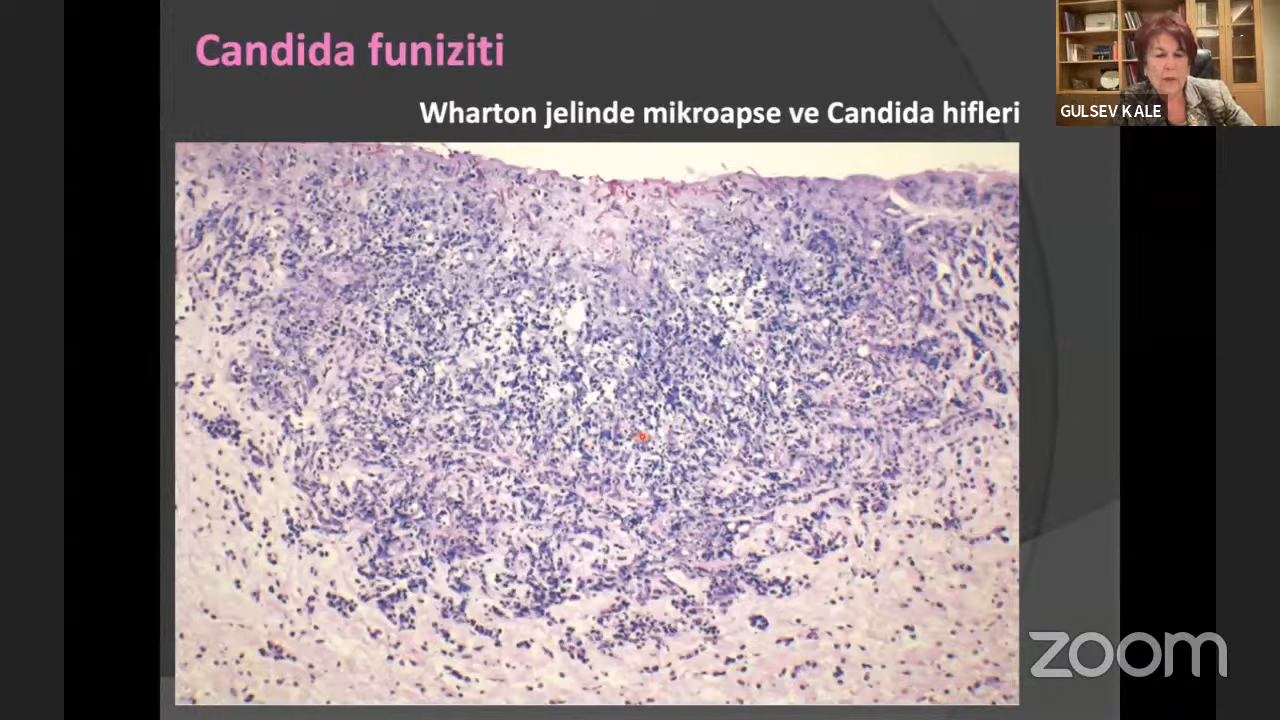 Candida funiziti
Wharton jelinde mikroapse ve Candida hifleri
GULSEV KALE
zoom